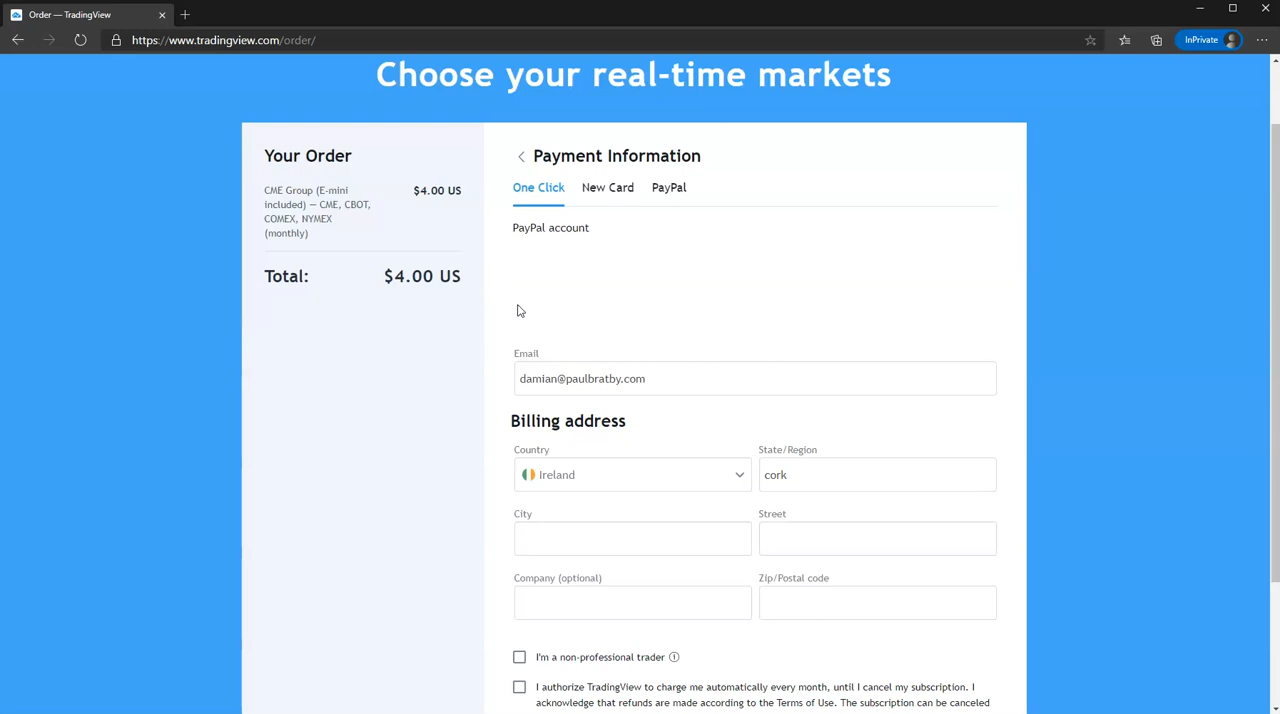 Order — TradingView
https://www.tradingview.com/order/
InPrivate
Choose your real-time markets
Your Order
CME Group (E-mini
included) — CME, CBOT,
COMEX, NYMEX
(monthly)
$4.00 US
Total: $4.00 US
Payment Information
One Click New Card PayPal
PayPal account
Email
damian@paulbratby.com
Billing address
Country State/Region
Ireland cork
City Street
Company (optional) Zip/Postal code
I'm a non-professional trader
I authorize TradingView to charge me automatically every month, until I cancel my subscription. I
acknowledge that refunds are made according to the Terms of Use. The subscription can be canceled